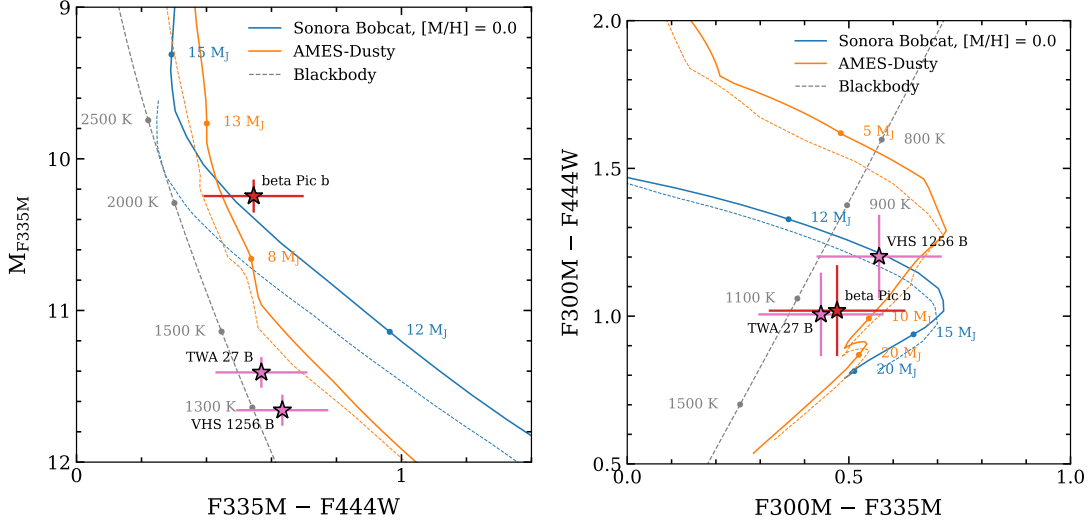 9
10
11
12
0
1
M_F335M
F335M − F444W
Sonora Bobcat, [M/H] = 0.0
AMES-Dusty
Blackbody
15 M_J
13 M_J
2500 K
beta Pic b
2000 K
8 M_J
12 M_J
1500 K
TWA 27 B
1300 K
VHS 1256 B
2.0
1.5
1.0
0.5
0.0
0.5
1.0
F300M − F444W
F300M − F335M
Sonora Bobcat, [M/H] = 0.0
AMES-Dusty
Blackbody
5 M_J
800 K
900 K
12 M_J
VHS 1256 B
1100 K
beta Pic b
TWA 27 B
10 M_J
15 M_J
20 M_J
20 M_J
1500 K